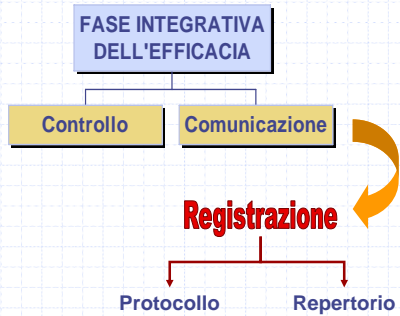 FASE INTEGRATIVA
DELL'EFFICACIA
Controllo
Comunicazione
Registrazione
Protocollo
Repertorio